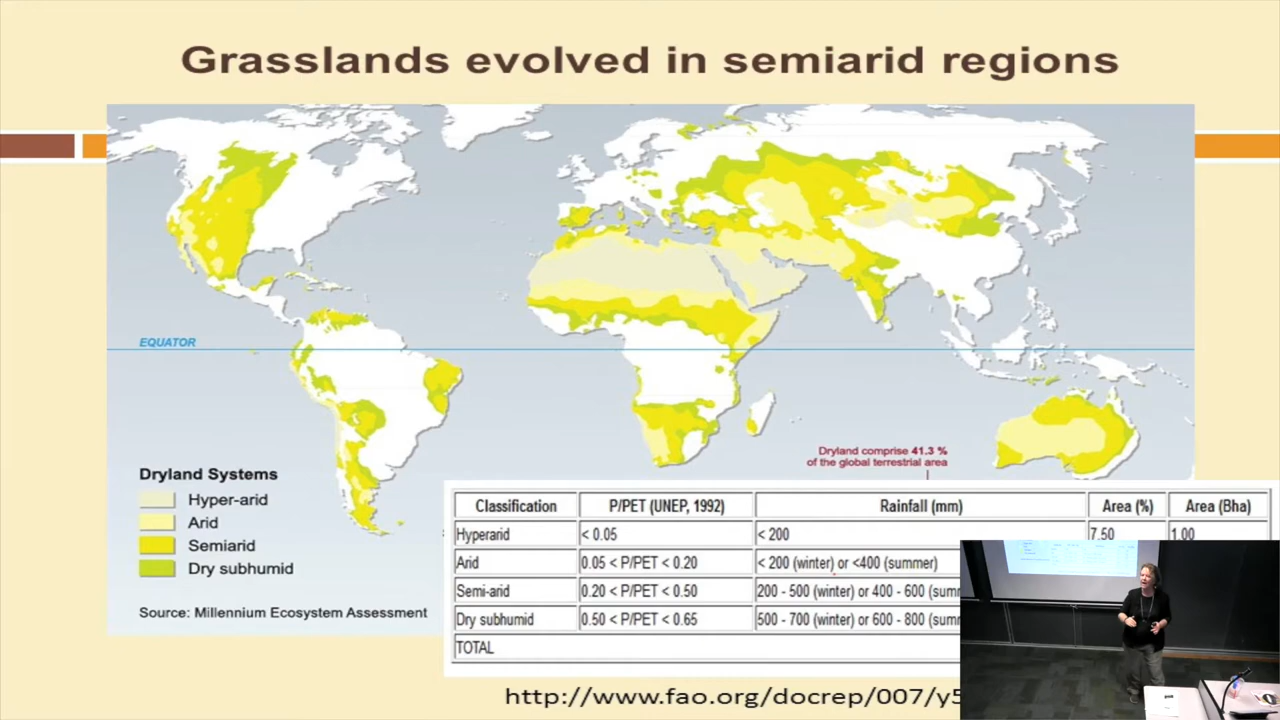 Grasslands evolved in semiarid regions
EQUATOR
Dryland comprise 41.3 %
of the global terrestrial area
Dryland Systems
Hyper-arid
Arid
Semiarid
Dry subhumid
Source: Millennium Ecosystem Assessment
Classification P/PET (UNEP, 1992) Rainfall (mm) Area (%) Area (Bha)
Hyperarid < 0.05 < 200 7.50 1.00
Arid 0.05 < P/PET < 0.20 < 200 (winter) or <400 (summer)
Semi-arid 0.20 < P/PET < 0.50 200 - 500 (winter) or 400 - 600
Dry subhumid 0.50 < P/PET < 0.65 500 - 700 (winter) or 600 - 800
TOTAL
http://www.fao.org/docrep/007/y5